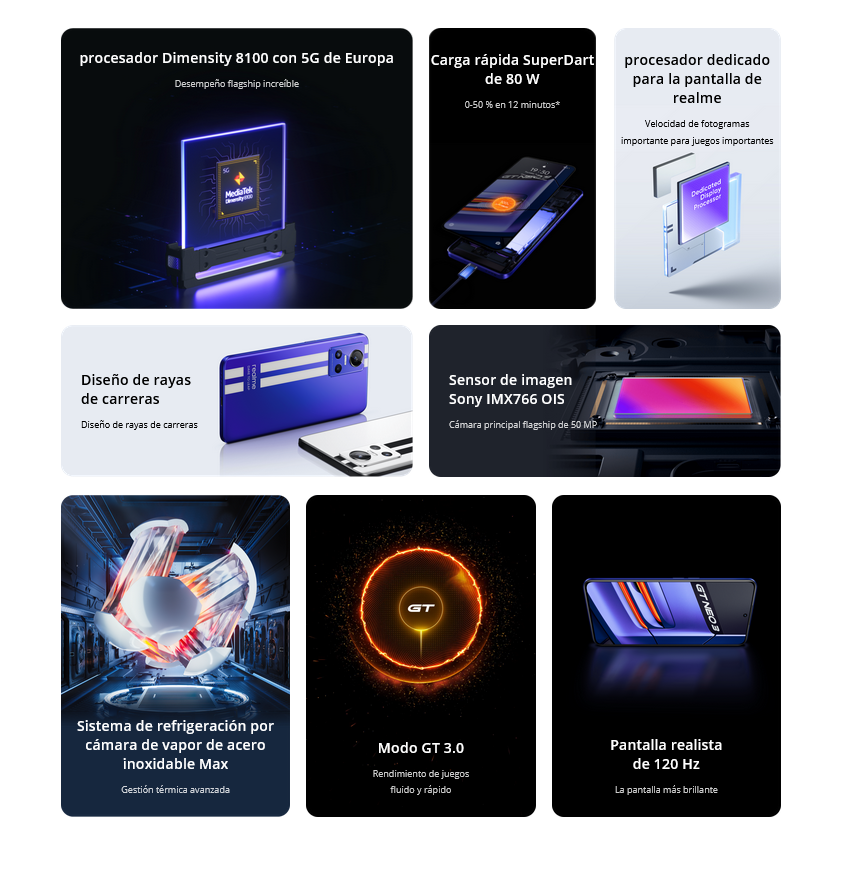 procesador Dimensity 8100 con 5G de Europa
Desempeño flagship increíble
5G
MediaTek
Dimensity 8100
Carga rápida SuperDart
de 80 W
0-50 % en 12 minutos*
19:30
GT NEO 3
procesador dedicado
para la pantalla de
realme
Velocidad de fotogramas
importante para juegos importantes
Dedicated
Display
Processor
Diseño de rayas
de carreras
Diseño de rayas de carreras
realme
Sensor de imagen
Sony IMX766 OIS
Cámara principal flagship de 50 MP
Sistema de refrigeración por
cámara de vapor de acero
inoxidable Max
Gestión térmica avanzada
GT
Modo GT 3.0
Rendimiento de juegos
fluido y rápido
GT NEO 3
Pantalla realista
de 120 Hz
La pantalla más brillante